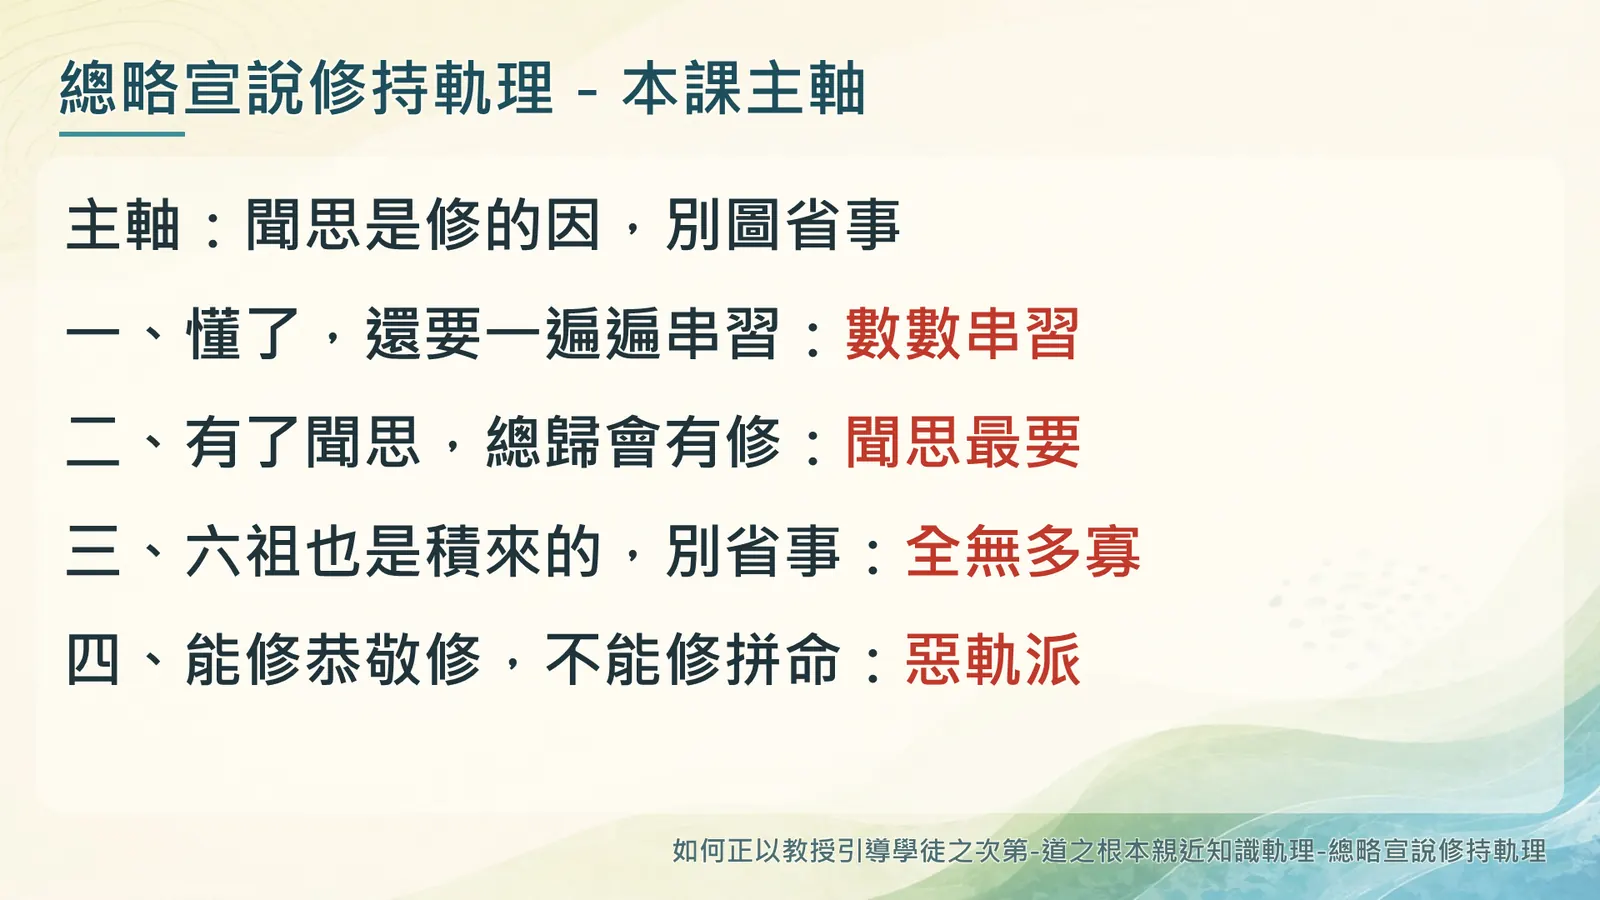 總略宣說修持軌理 - 本課主軸
主軸：聞思是修的因，別圖省事
一、懂了，還要一遍遍串習：數數串習
二、有了聞思，總歸會有修：聞思最要
三、六祖也是積來的，別省事：全無多寡
四、能修恭敬修，不能修拼命：惡軌派
如何正以教授引導學徒之次第-道之根本親近知識軌理-總略宣說修持軌理